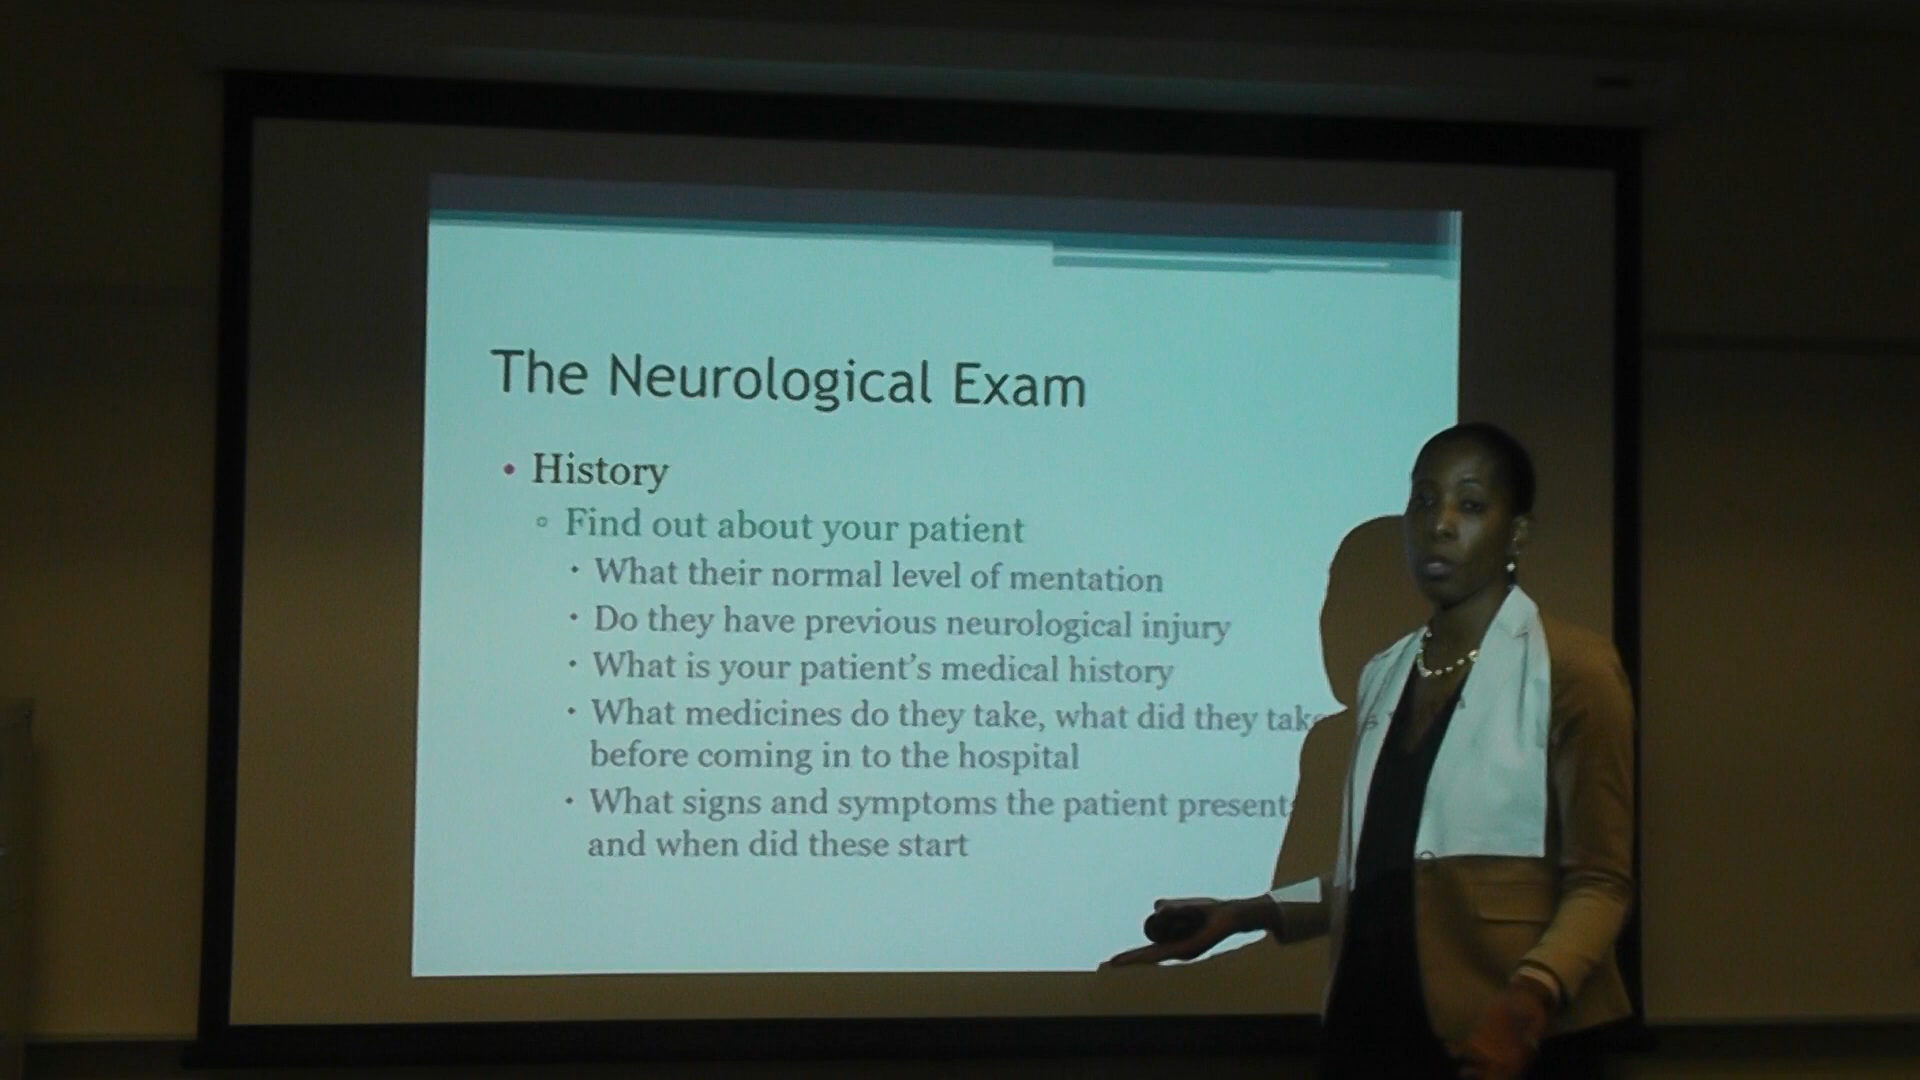 The Neurological Exam
• History
◦ Find out about your patient
• What their normal level of mentation
• Do they have previous neurological injury
• What is your patient's medical history
• What medicines do they take, what did they take
before coming in to the hospital
• What signs and symptoms the patient presents
and when did these start